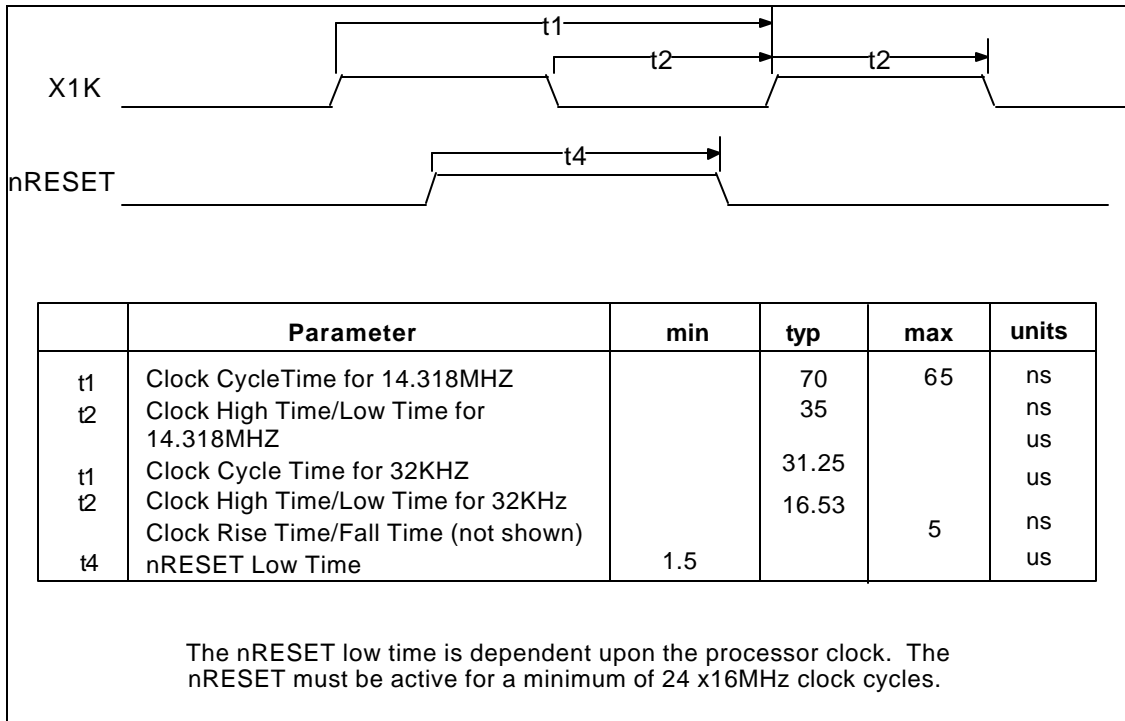 t1
t2
t2
X1K
t4
nRESET
Parameter min typ max units
t1 Clock CycleTime for 14.318MHZ 70 65 ns
t2 Clock High Time/Low Time for 35 ns
14.318MHZ us
t1 Clock Cycle Time for 32KHZ 31.25 us
t2 Clock High Time/Low Time for 32KHz 16.53
Clock Rise Time/Fall Time (not shown) 5 ns
t4 nRESET Low Time 1.5 us
The nRESET low time is dependent upon the processor clock. The
nRESET must be active for a minimum of 24 x16MHz clock cycles.